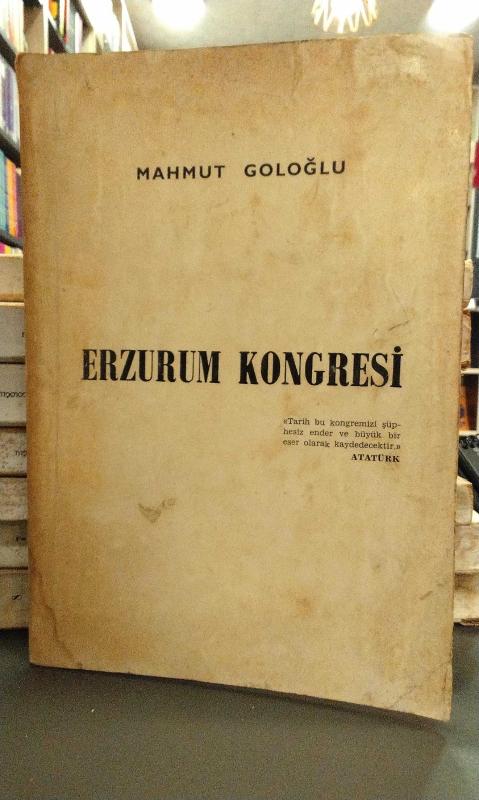 MAHMUT GOLOĞLU
ERZURUM KONGRESİ
«Tarih bu kongremizi şüp-
hesiz ender ve büyük bir
eser olarak kaydedecektir.»
ATATÜRK